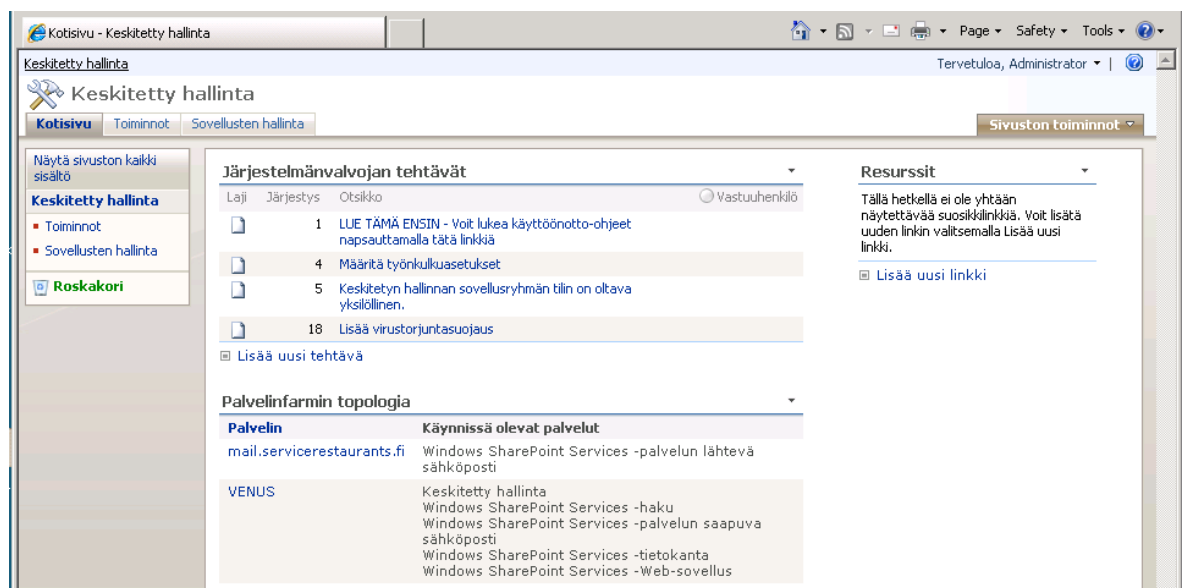 Kotisivu - Keskitetty hallinta
Page Safety Tools
Keskitetty hallinta
Tervetuloa, Administrator |
Keskitetty hallinta
Kotisivu Toiminnot Sovellusten hallinta
Sivuston toiminnot
Näytä sivuston kaikki
sisältö
Keskitetty hallinta
Toiminnot
Sovellusten hallinta
Roskakori
Järjestelmänvalvojan tehtävät
Laji Järjestys Otsikko Vastuuhenkilö
1 LUE TÄMÄ ENSIN - Voit lukea käyttöönotto-ohjeet
napsauttamalla tätä linkkiä
4 Määritä työnkulkuasetukset
5 Keskitetyn hallinnan sovellusryhmän tilin on oltava
yksilöllinen.
18 Lisää virustorjuntasuojaus
Lisää uusi tehtävä
Palvelinfarmin topologia
Palvelin Käynnissä olevat palvelut
mail.servicerestaurants.fi Windows SharePoint Services -palvelun lähtevä
sähköposti
VENUS Keskitetty hallinta
Windows SharePoint Services -haku
Windows SharePoint Services -palvelun saapuva
sähköposti
Windows SharePoint Services -tietokanta
Windows SharePoint Services -Web-sovellus
Resurssit
Tällä hetkellä ei ole yhtään
näytettävää suosikkilinkkiä. Voit lisätä
uuden linkin valitsemalla Lisää uusi
linkki.
Lisää uusi linkki